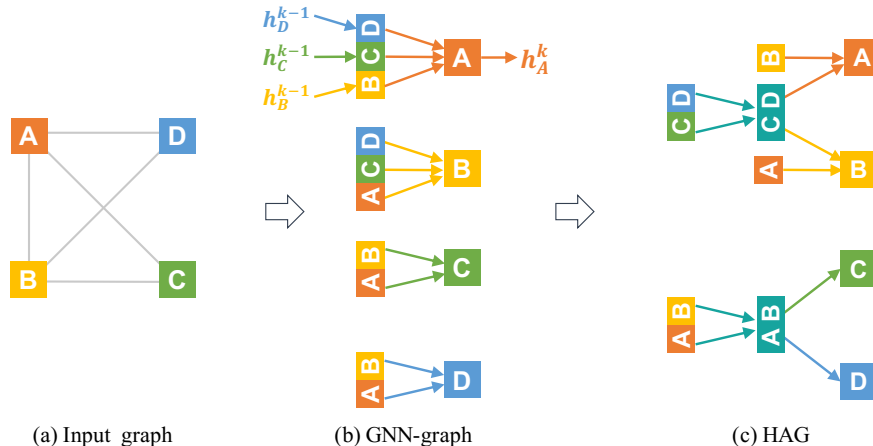 A
D
B
C
(a) Input graph
h_D^{k-1}
h_C^{k-1}
h_B^{k-1}
D
C
B
A
h_A^k
D
C
A
B
B
A
C
B
A
D
(b) GNN-graph
B
A
D
C
C D
A
B
B
A
A B
C
D
(c) HAG